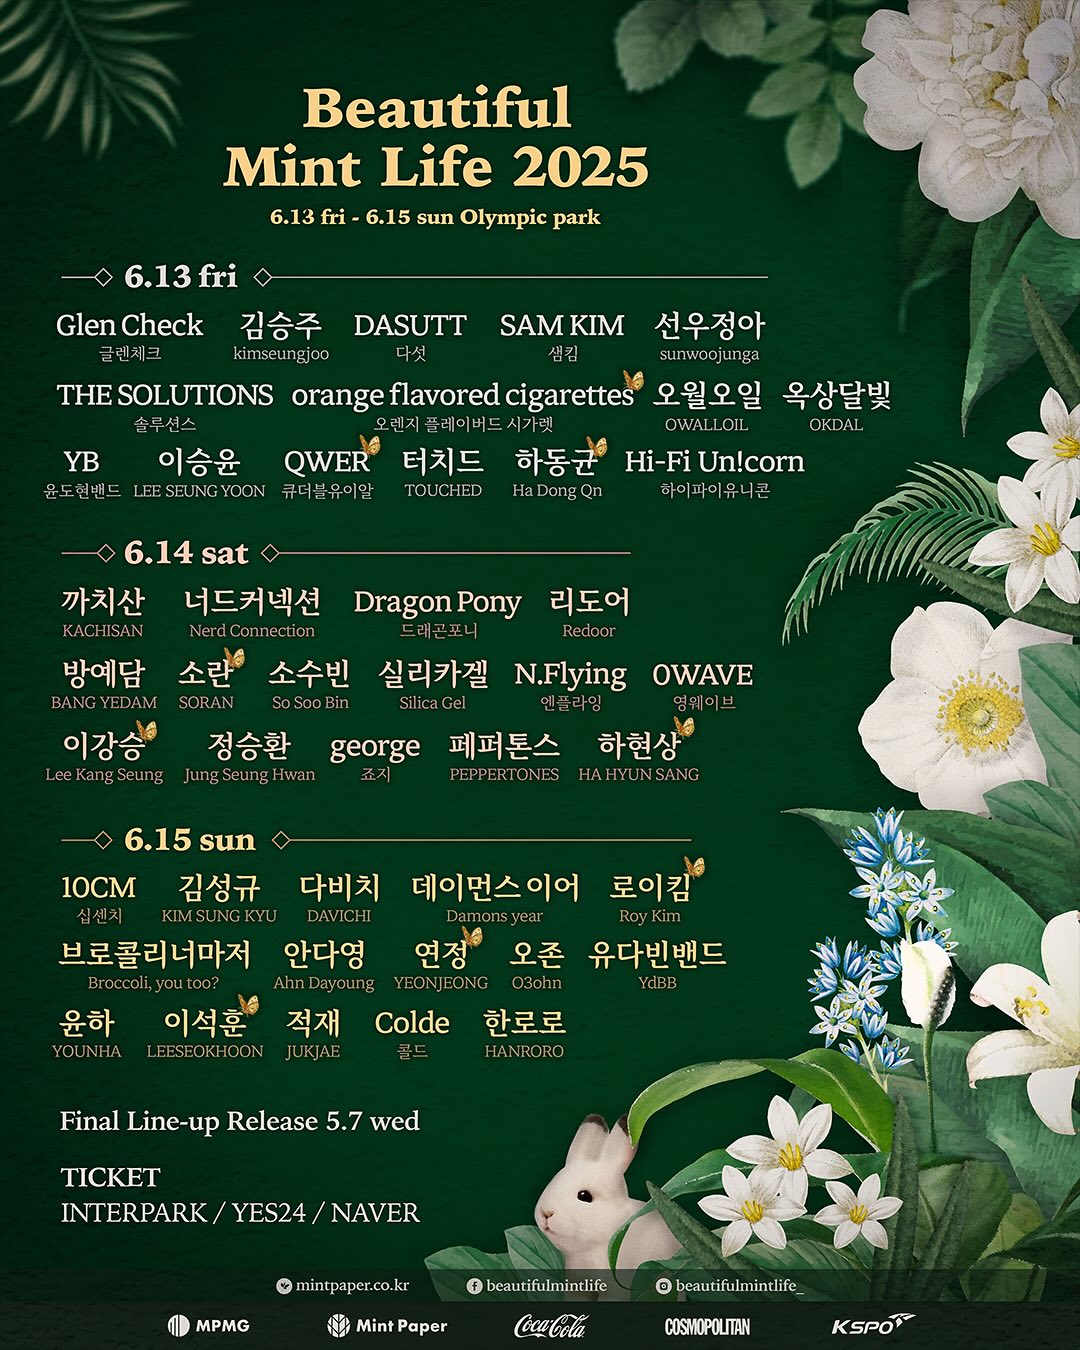 Beautiful
Mint Life 2025
6.13 fri - 6.15 sun Olympic park
6.13 fri
Glen Check 김승주 DASUTT SAM KIM 선우정아
글렌체크 kimseungjoo 다섯 샘킴 sunwoojunga
THE SOLUTIONS orange flavored cigarettes 오월오일 옥상달빛
솔루션스 오렌지 플레이버드 시가렛 OWALLOIL OKDAL
YB 이승윤 QWER 터치드 하동균 Hi-Fi Un!corn
윤도현밴드 LEE SEUNG YOON 큐더블유이알 TOUCHED Ha Dong Qn 하이파이유니콘
6.14 sat
까치산 너드커넥션 Dragon Pony 리도어
KACHISAN Nerd Connection 드래곤포니 Redoor
방예담 소란 소수빈 실리카겔 N.Flying 0WAVE
BANG YEDAM SORAN So Soo Bin Silica Gel 엔플라잉 영웨이브
이강승 정승환 george 페퍼톤스 하현상
Lee Kang Seung Jung Seung Hwan 죠지 PEPPERTONES HA HYUN SANG
6.15 sun
10CM 김성규 다비치 데이먼스 이어 로이킴
십센치 KIM SUNG KYU DAVICHI Damons year Roy Kim
브로콜리너마저 안다영 연정 오존 유다빈밴드
Broccoli, you too? Ahn Dayoung YEONJEONG O3ohn YdBB
윤하 이석훈 적재 Colde 한로로
YOUNHA LEESEOKHOON JUKJAE 콜드 HANRORO
Final Line-up Release 5.7 wed
TICKET
INTERPARK / YES24 / NAVER
mintpaper.co.kr beautifulmintlife beautifulmintlife_
MPMG Mint Paper Coca-Cola COSMOPOLITAN KSPO